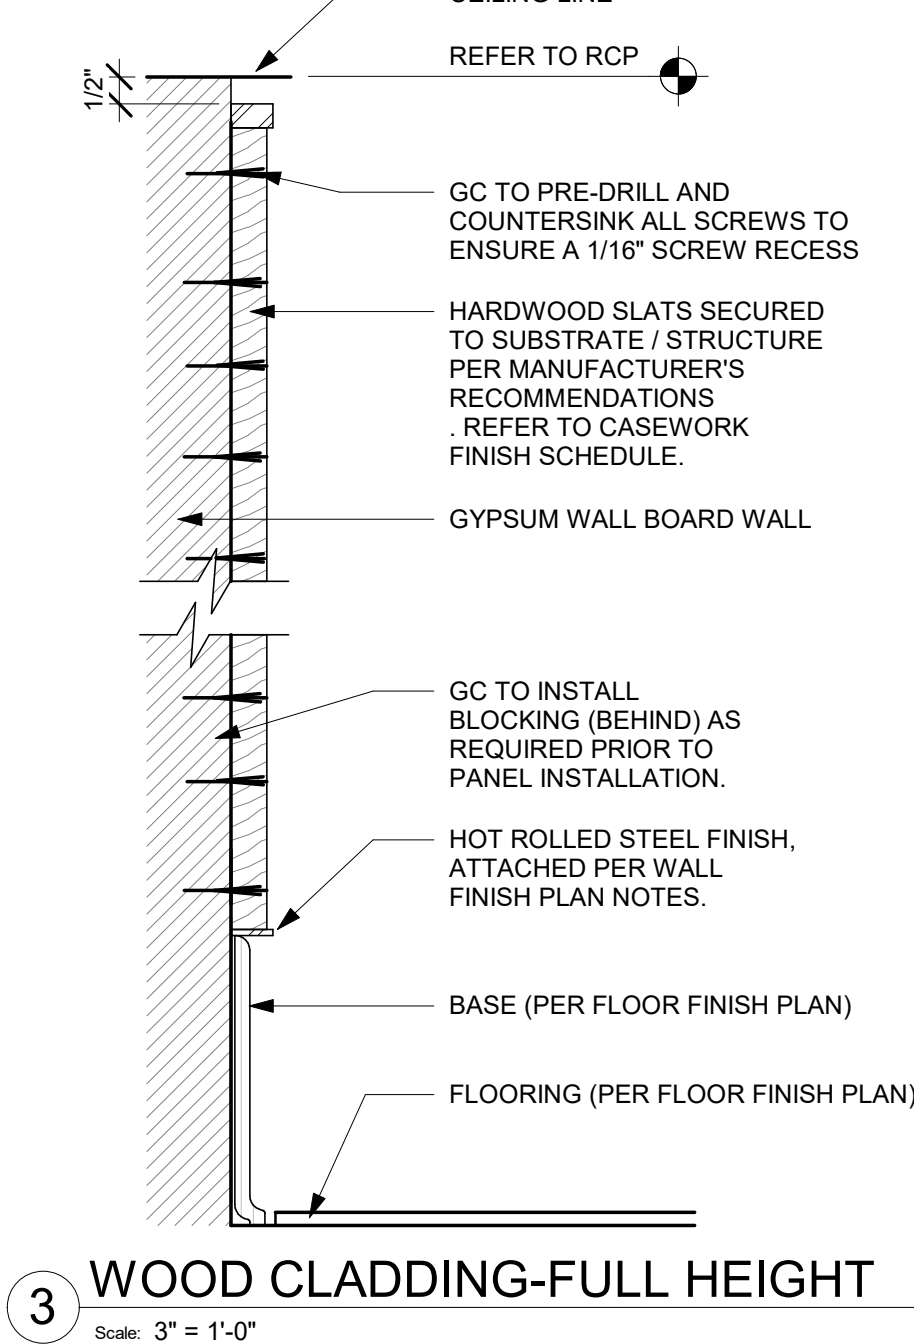 CEILING LINE
REFER TO RCP
1/2"
GC TO PRE-DRILL AND
COUNTERSINK ALL SCREWS TO
ENSURE A 1/16" SCREW RECESS
HARDWOOD SLATS SECURED
TO SUBSTRATE / STRUCTURE
PER MANUFACTURER'S
RECOMMENDATIONS
. REFER TO CASEWORK
FINISH SCHEDULE.
GYPSUM WALL BOARD WALL
GC TO INSTALL
BLOCKING (BEHIND) AS
REQUIRED PRIOR TO
PANEL INSTALLATION.
HOT ROLLED STEEL FINISH,
ATTACHED PER WALL
FINISH PLAN NOTES.
BASE (PER FLOOR FINISH PLAN)
FLOORING (PER FLOOR FINISH PLAN)
3 WOOD CLADDING-FULL HEIGHT
Scale: 3" = 1'-0"